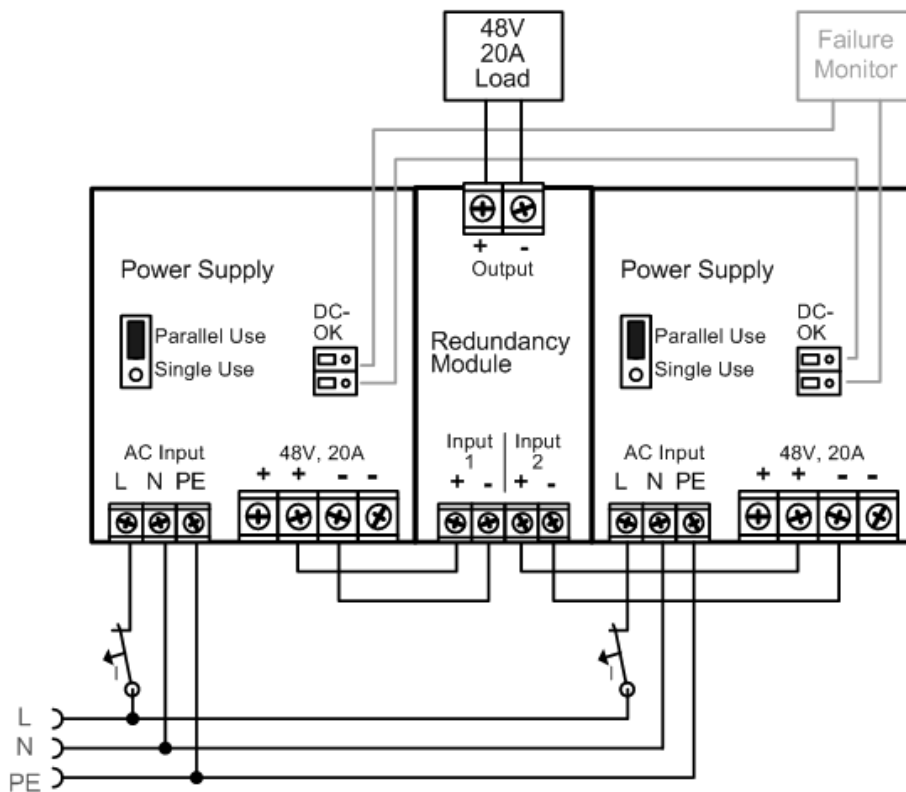 48V
20A
Load
Failure
Monitor
+ -
Output
Power Supply
Parallel Use
Single Use
DC-
OK
AC Input
L N PE
48V, 20A
+ + - -
Redundancy
Module
Input
1
Input
2
+ - + -
Power Supply
Parallel Use
Single Use
DC-
OK
AC Input
L N PE
48V, 20A
+ + - -
I
I
L
N
PE